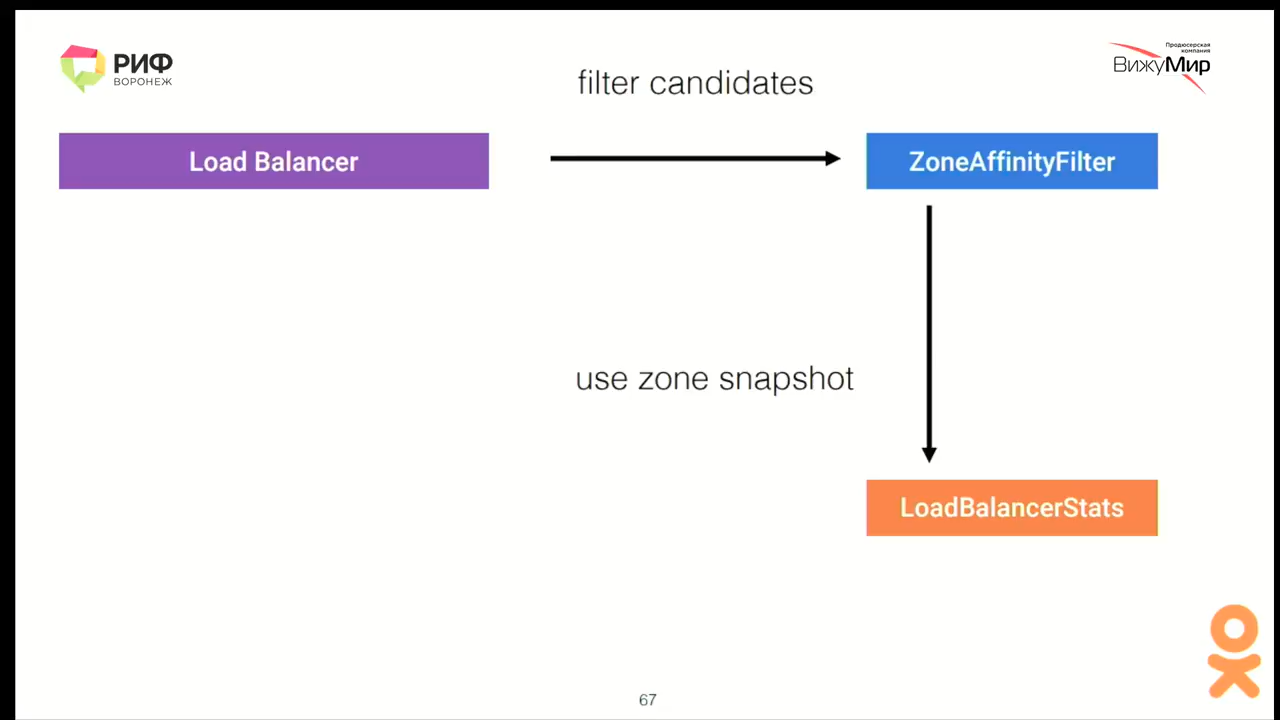 РИФ
ВОРОНЕЖ
filter candidates
Продюсерская
компания
ВижуМир
Load Balancer
ZoneAffinityFilter
use zone snapshot
LoadBalancerStats
67